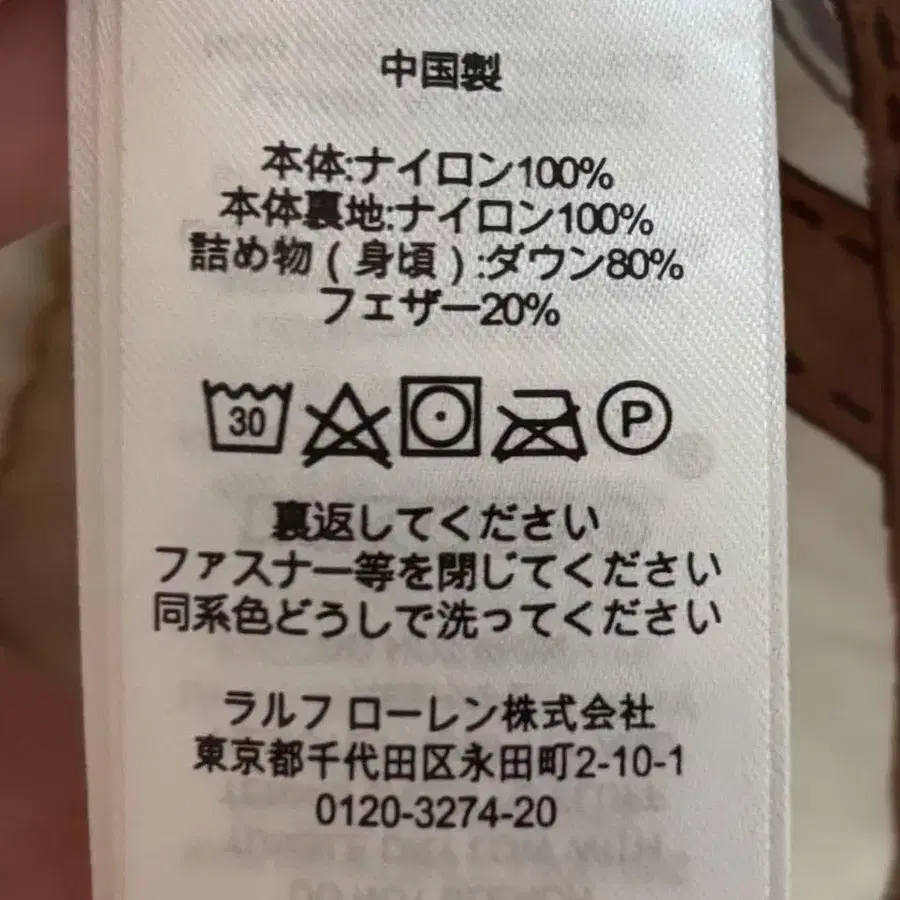 中国製
本体:ナイロン100%
本体裏地:ナイロン100%
詰め物(身頃):ダウン80%
フェザー20%
30
P
裏返してください
ファスナー等を閉じてください
同系色どうしで洗ってください
ラルフ ローレン株式会社
東京都千代田区永田町2-10-1
0120-3274-20